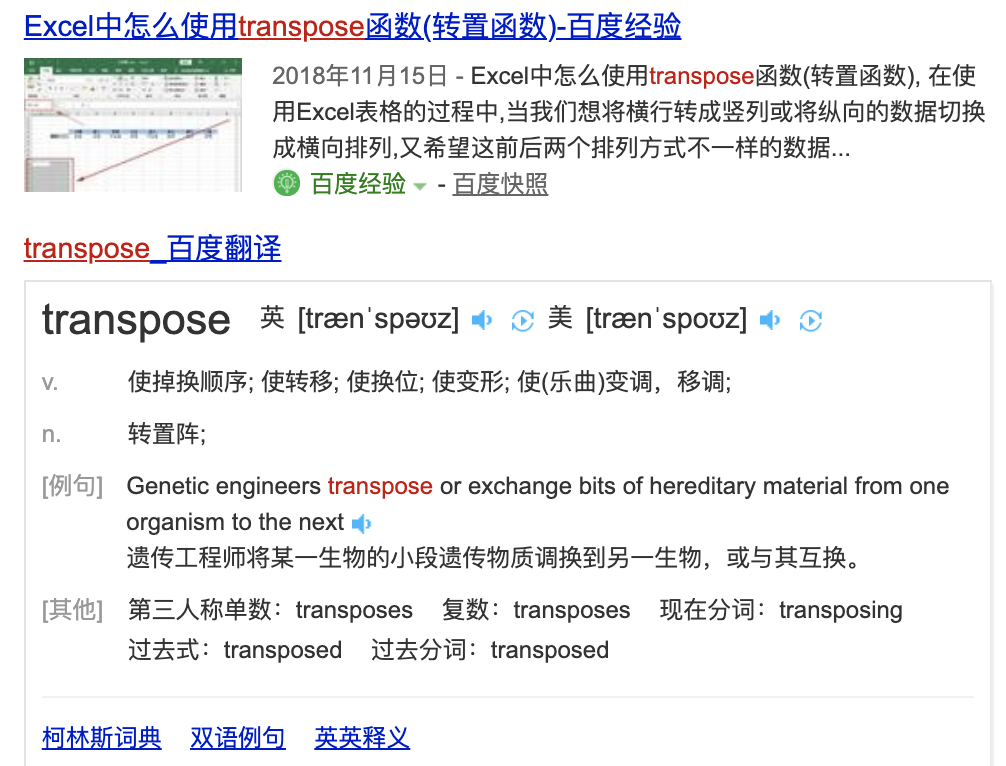 Excel中怎么使用transpose函数(转置函数)-百度经验
2018年11月15日 - Excel中怎么使用transpose函数(转置函数), 在使
用Excel表格的过程中,当我们想将横行转成竖列或将纵向的数据切换
成横向排列,又希望这前后两个排列方式不一样的数据...
百度经验 - 百度快照
transpose_百度翻译
transpose 英 [trænˈspəʊz] 美 [trænˈspoʊz]
v. 使掉换顺序; 使转移; 使换位; 使变形; 使(乐曲)变调，移调;
n. 转置阵;
[例句] Genetic engineers transpose or exchange bits of hereditary material from one
organism to the next
遗传工程师将某一生物的小段遗传物质调换到另一生物，或与其互换。
[其他] 第三人称单数：transposes 复数：transposes 现在分词：transposing
过去式：transposed 过去分词：transposed
柯林斯词典 双语例句 英英释义